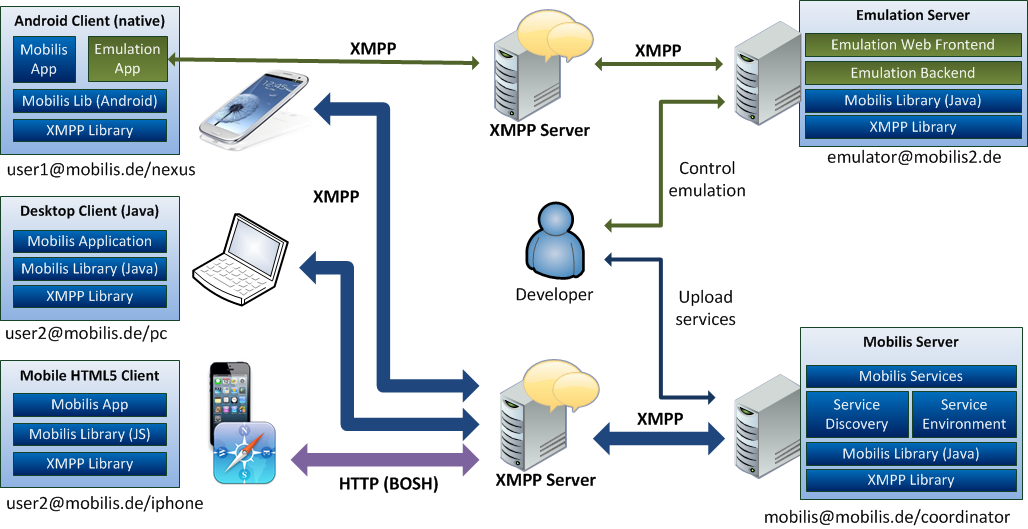 Android Client (native)
Mobilis
App
Emulation
App
Mobilis Lib (Android)
XMPP Library
user1@mobilis.de/nexus
XMPP
XMPP Server
XMPP
Emulation Server
Emulation Web Frontend
Emulation Backend
Mobilis Library (Java)
XMPP Library
emulator@mobilis2.de
Control
emulation
XMPP
Desktop Client (Java)
Mobilis Application
Mobilis Library (Java)
XMPP Library
user2@mobilis.de/pc
Developer
Upload
services
Mobile HTML5 Client
Mobilis App
Mobilis Library (JS)
XMPP Library
user2@mobilis.de/iphone
HTTP (BOSH)
XMPP Server
XMPP
Mobilis Server
Mobilis Services
Service
Discovery
Service
Environment
Mobilis Library (Java)
XMPP Library
mobilis@mobilis.de/coordinator